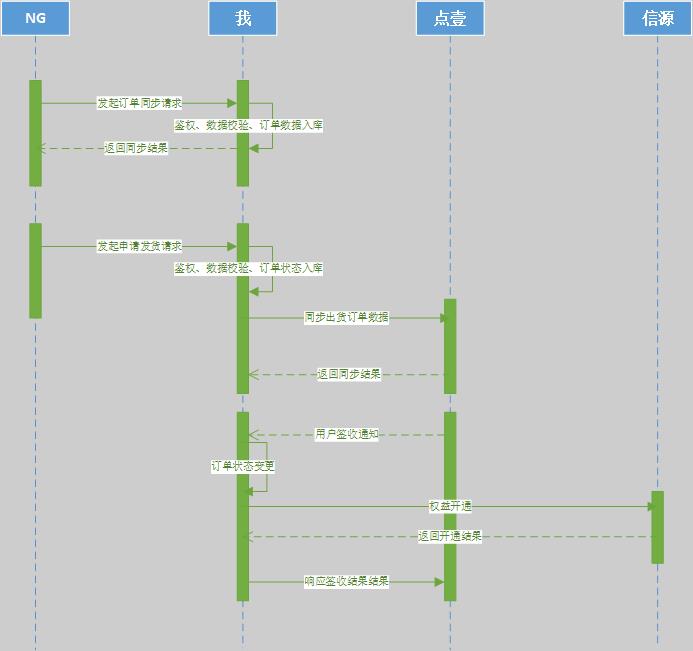 NG
我
点壹
信源
发起订单同步请求
鉴权、数据校验、订单数据入库
返回同步结果
发起申请发货请求
鉴权、数据校验、订单状态入库
同步出货订单数据
返回同步结果
用户签收通知
订单状态变更
权益开通
返回开通结果
响应签收结果结果